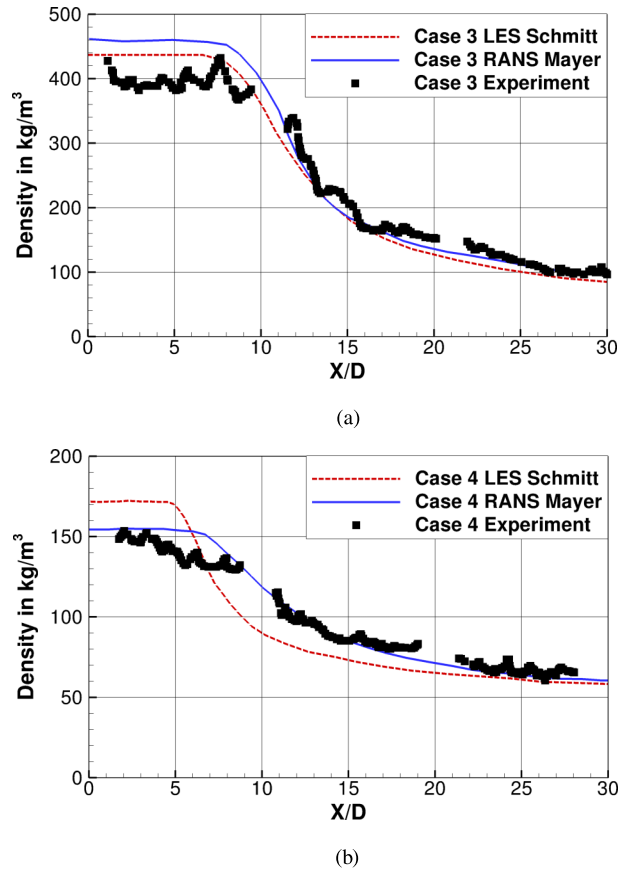 500
400
300
200
100
0
Density in kg/m³
Case 3 LES Schmitt
Case 3 RANS Mayer
Case 3 Experiment
0 5 10 15 20 25 30
X/D
(a)
200
150
100
50
0
Density in kg/m³
Case 4 LES Schmitt
Case 4 RANS Mayer
Case 4 Experiment
0 5 10 15 20 25 30
X/D
(b)